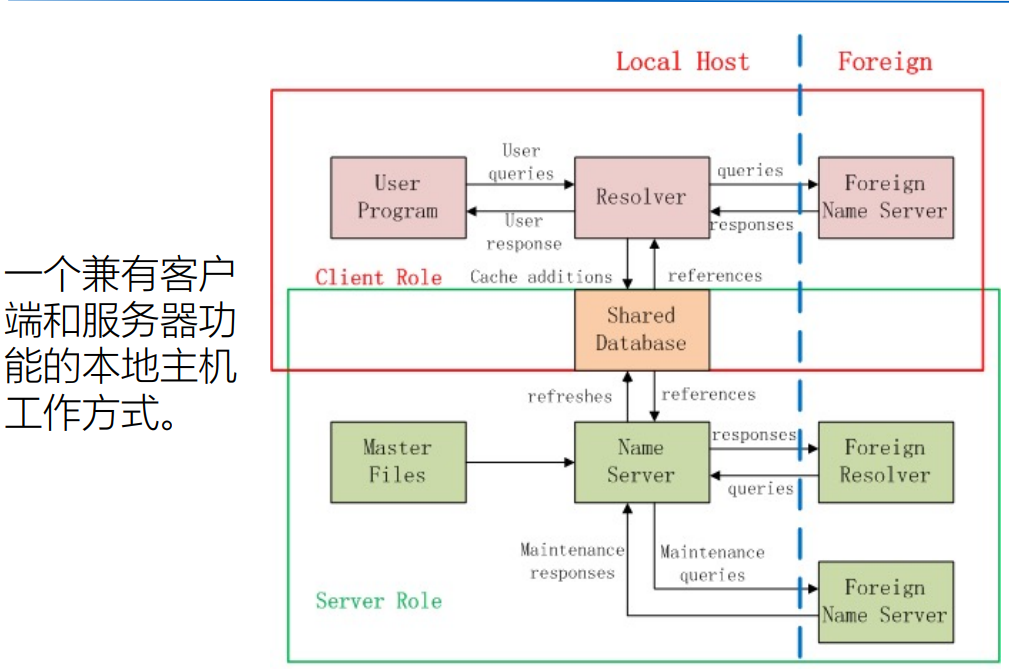 Local Host
Foreign
一个兼有客户
端和服务器功
能的本地主机
工作方式。
User
Program
User
queries
User
response
Resolver
queries
responses
Foreign
Name Server
Client Role
Cache additions
references
Shared
Database
refreshes
references
Master
Files
Name
Server
responses
queries
Foreign
Resolver
Maintenance
responses
Maintenance
queries
Foreign
Name Server
Server Role